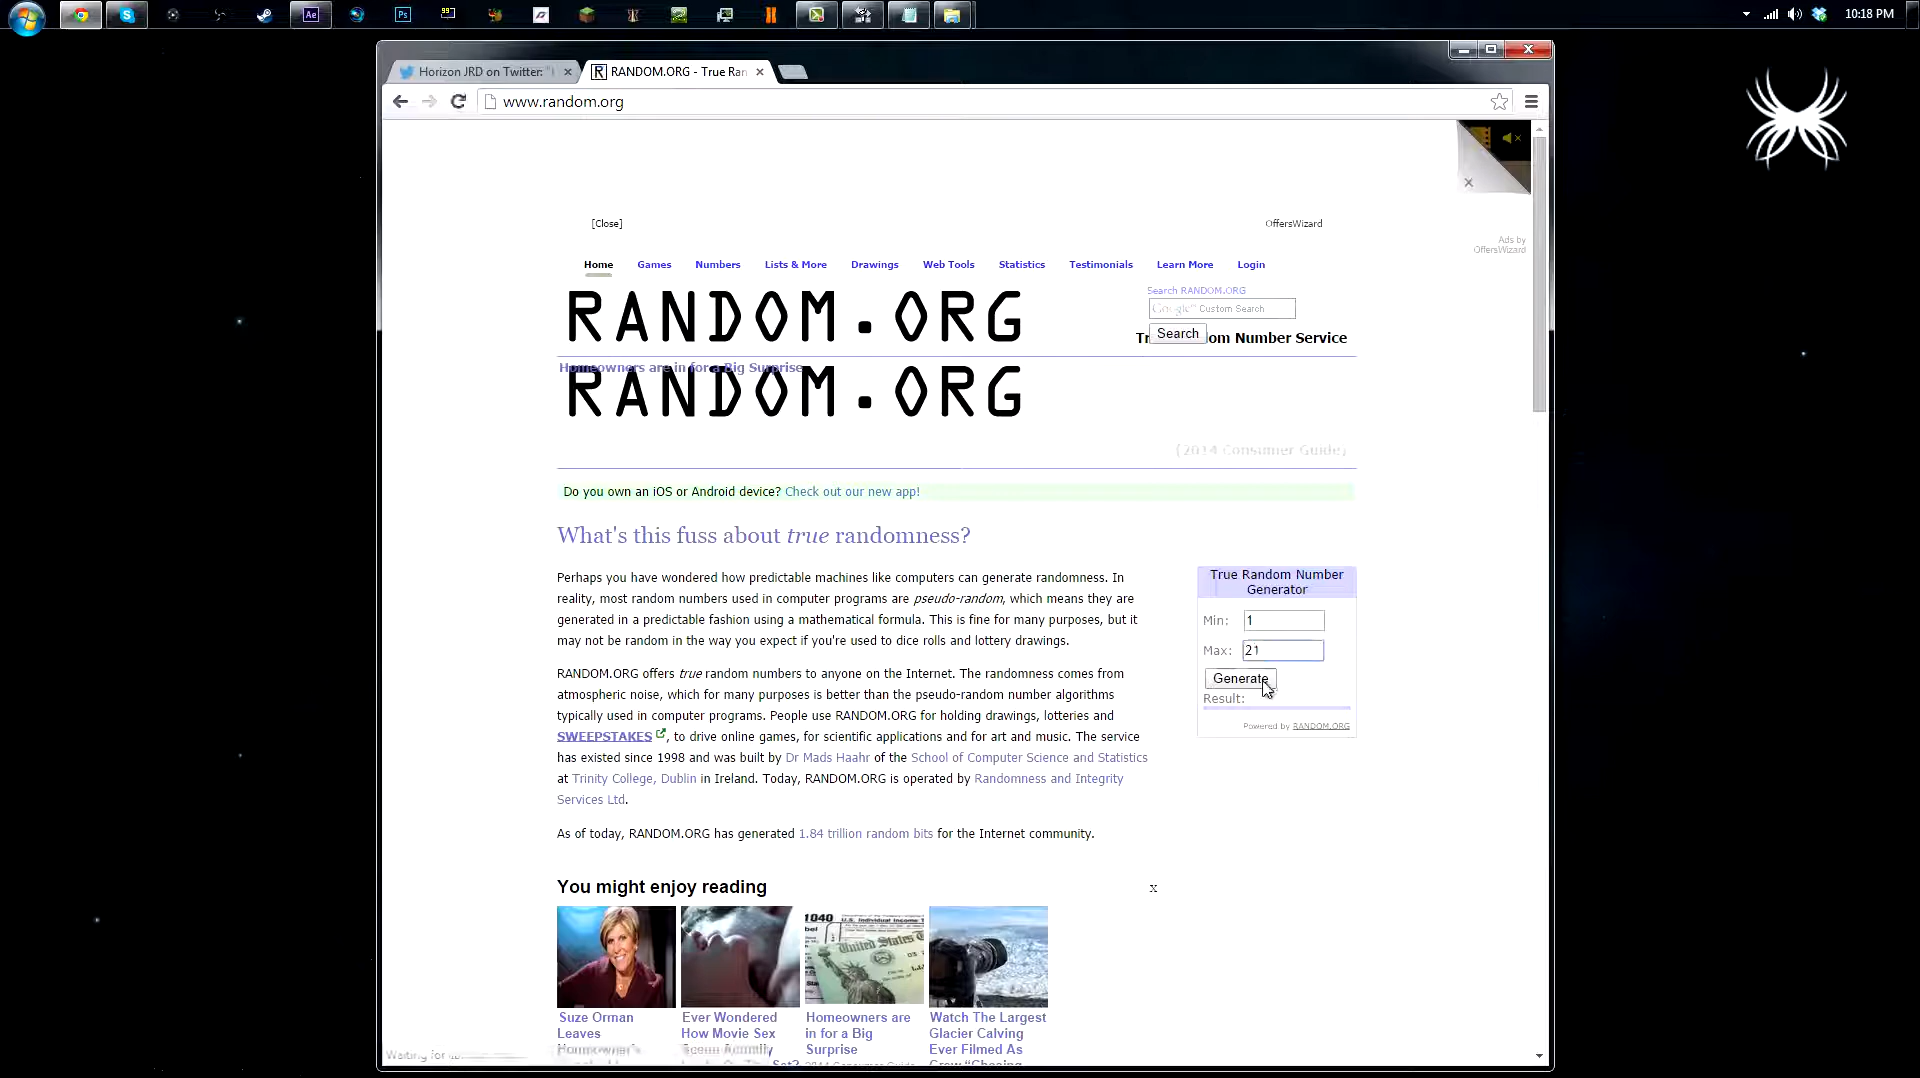 10:18 PM
Horizon JRD on Twitter: "
RANDOM.ORG - True Ran
www.random.org
[Close]
OffersWizard
Ads by
OffersWizard
Home Games Numbers Lists & More Drawings Web Tools Statistics Testimonials Learn More Login
Search RANDOM.ORG
Google Custom Search
Search
RANDOM.ORG
om Number Service
Homeowners are in for a Big Surprise
RANDOM.ORG
(2014 Consumer Guide)
Do you own an iOS or Android device? Check out our new app!
What's this fuss about true randomness?
Perhaps you have wondered how predictable machines like computers can generate randomness. In
reality, most random numbers used in computer programs are pseudo-random, which means they are
generated in a predictable fashion using a mathematical formula. This is fine for many purposes, but it
may not be random in the way you expect if you're used to dice rolls and lottery drawings.
RANDOM.ORG offers true random numbers to anyone on the Internet. The randomness comes from
atmospheric noise, which for many purposes is better than the pseudo-random number algorithms
typically used in computer programs. People use RANDOM.ORG for holding drawings, lotteries and
SWEEPSTAKES, to drive online games, for scientific applications and for art and music. The service
has existed since 1998 and was built by Dr Mads Haahr of the School of Computer Science and Statistics
at Trinity College, Dublin in Ireland. Today, RANDOM.ORG is operated by Randomness and Integrity
Services Ltd.
As of today, RANDOM.ORG has generated 1.84 trillion random bits for the Internet community.
True Random Number
Generator
Min: 1
Max: 21
Generate
Result:
Powered by RANDOM.ORG
You might enjoy reading
x
1040
United States
Suze Orman
Leaves
Homeowner's
Ever Wondered
How Movie Sex
Homeowners are
in for a Big
Surprise
Watch The Largest
Glacier Calving
Ever Filmed As
Crew "Chasing
Waiting for